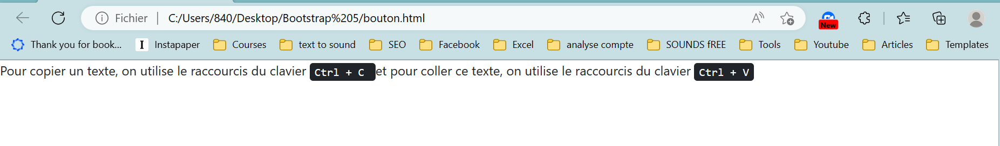 Fichier | C:/Users/840/Desktop/Bootstrap%205/bouton.html A New
Thank you for book... I Instapaper Courses text to sound SEO Facebook Excel analyse compte SOUNDS fREE Tools Youtube Articles Templates
Pour copier un texte, on utilise le raccourcis du clavier Ctrl + C et pour coller ce texte, on utilise le raccourcis du clavier Ctrl + V